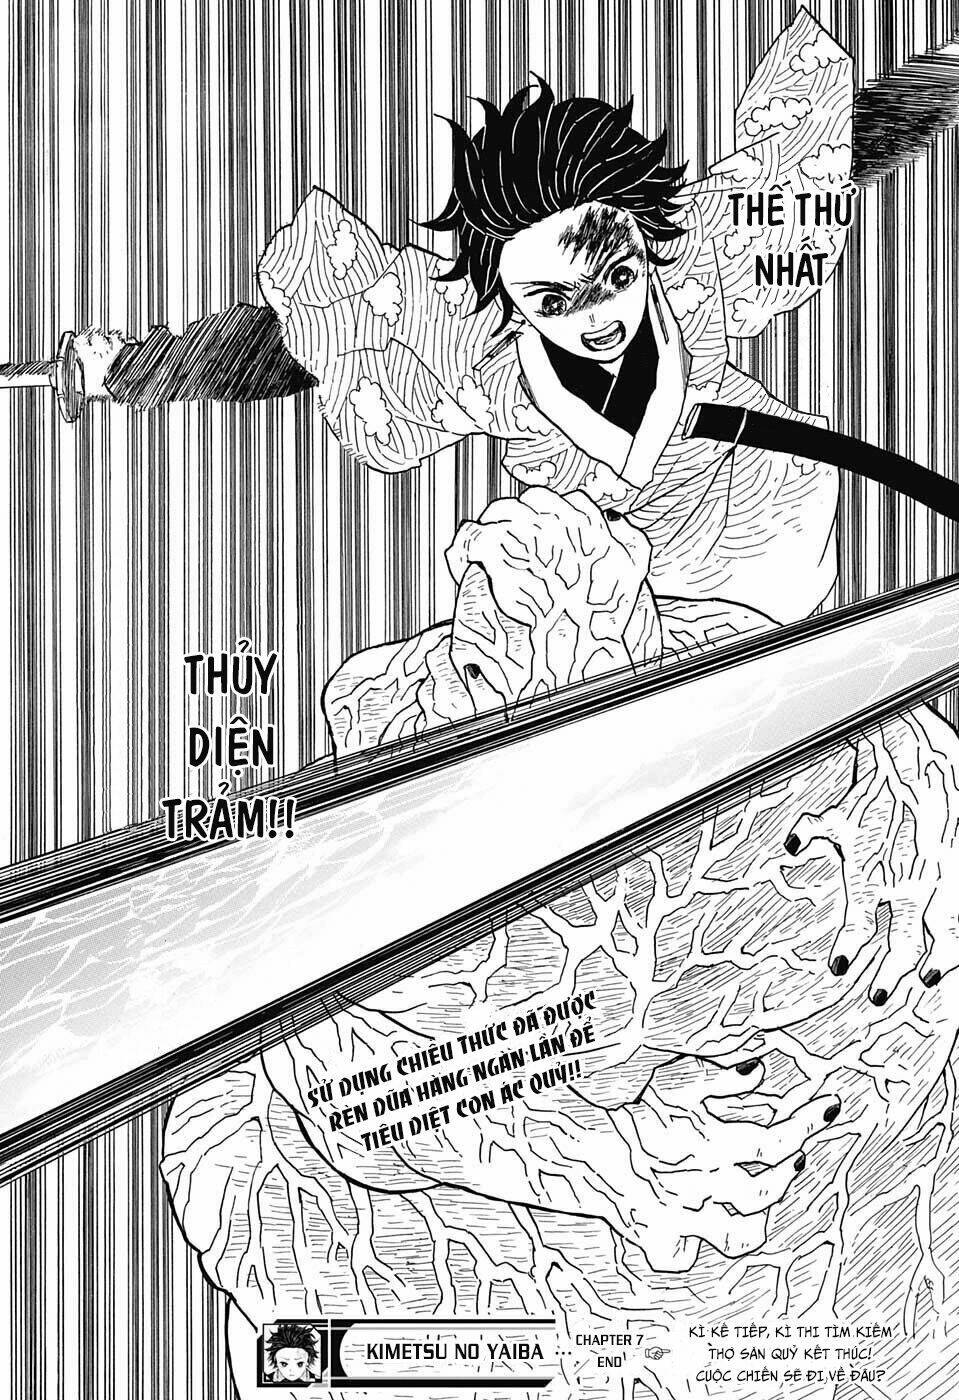 THẾ THỨ
NHẤT
THỦY
DIỆN
TRẢM!!
SỬ DỤNG CHIÊU THỨC ĐÃ ĐƯỢC
RÈN DŨA HÀNG NGÀN LẦN ĐỂ
TIÊU DIỆT CON ÁC QUỶ!!
KIMETSU NO YAIBA ...
CHAPTER 7
END
KÌ KẾ TIẾP, KÌ THI TÌM KIẾM
THỢ SĂN QUỶ KẾT THÚC!
CUỘC CHIẾN SẼ ĐI VỀ ĐÂU?